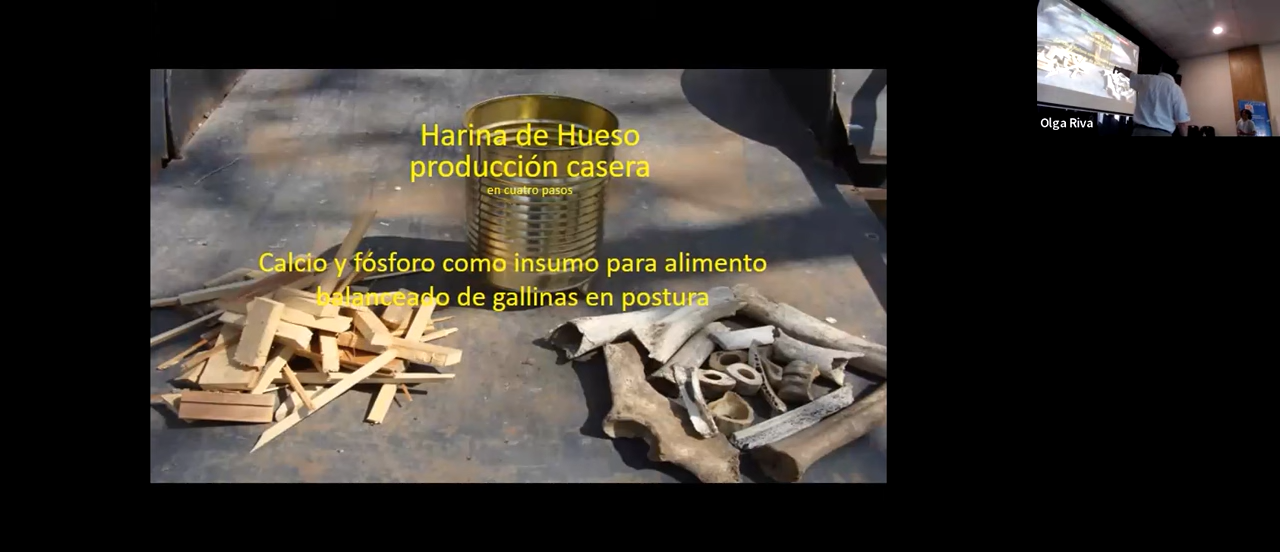 Harina de Hueso
producción casera
en cuatro pasos
Calcio y fósforo como insumo para alimento
balanceado de gallinas en postura
Olga Riva